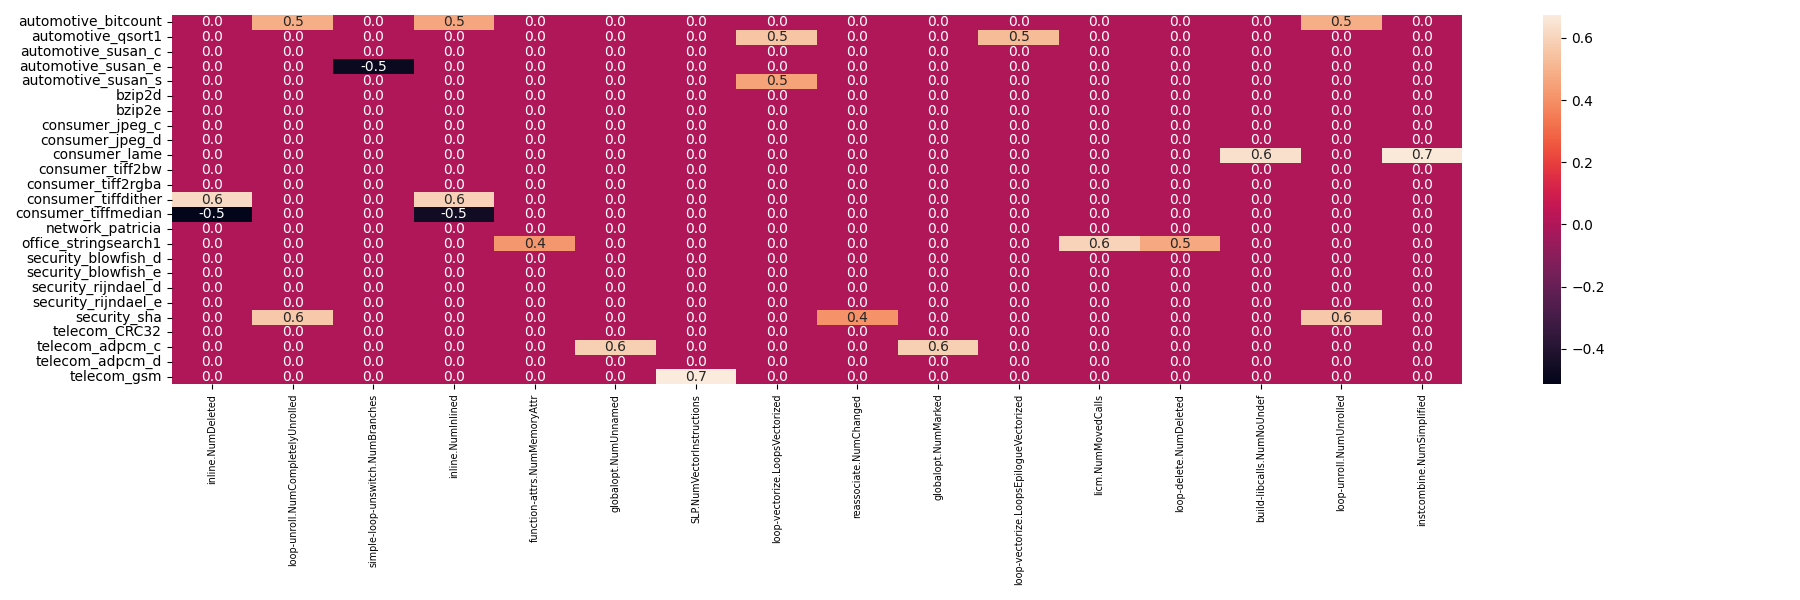 automotive_bitcount 0.0 0.5 0.0 0.5 0.0 0.0 0.0 0.0 0.0 0.0 0.0 0.0 0.0 0.0 0.5 0.0
automotive_qsort1 0.0 0.0 0.0 0.0 0.0 0.0 0.0 0.5 0.0 0.0 0.5 0.0 0.0 0.0 0.0 0.0
automotive_susan_c 0.0 0.0 0.0 0.0 0.0 0.0 0.0 0.0 0.0 0.0 0.0 0.0 0.0 0.0 0.0 0.0
automotive_susan_e 0.0 0.0 -0.5 0.0 0.0 0.0 0.0 0.0 0.0 0.0 0.0 0.0 0.0 0.0 0.0 0.0
automotive_susan_s 0.0 0.0 0.0 0.0 0.0 0.0 0.0 0.5 0.0 0.0 0.0 0.0 0.0 0.0 0.0 0.0
bzip2d 0.0 0.0 0.0 0.0 0.0 0.0 0.0 0.0 0.0 0.0 0.0 0.0 0.0 0.0 0.0 0.0
bzip2e 0.0 0.0 0.0 0.0 0.0 0.0 0.0 0.0 0.0 0.0 0.0 0.0 0.0 0.0 0.0 0.0
consumer_jpeg_c 0.0 0.0 0.0 0.0 0.0 0.0 0.0 0.0 0.0 0.0 0.0 0.0 0.0 0.0 0.0 0.0
consumer_jpeg_d 0.0 0.0 0.0 0.0 0.0 0.0 0.0 0.0 0.0 0.0 0.0 0.0 0.0 0.0 0.0 0.0
consumer_lame 0.0 0.0 0.0 0.0 0.0 0.0 0.0 0.0 0.0 0.0 0.0 0.0 0.0 0.6 0.0 0.7
consumer_tiff2bw 0.0 0.0 0.0 0.0 0.0 0.0 0.0 0.0 0.0 0.0 0.0 0.0 0.0 0.0 0.0 0.0
consumer_tiff2rgba 0.0 0.0 0.0 0.0 0.0 0.0 0.0 0.0 0.0 0.0 0.0 0.0 0.0 0.0 0.0 0.0
consumer_tiffdither 0.6 0.0 0.0 0.6 0.0 0.0 0.0 0.0 0.0 0.0 0.0 0.0 0.0 0.0 0.0 0.0
consumer_tiffmedian -0.5 0.0 0.0 -0.5 0.0 0.0 0.0 0.0 0.0 0.0 0.0 0.0 0.0 0.0 0.0 0.0
network_patricia 0.0 0.0 0.0 0.0 0.0 0.0 0.0 0.0 0.0 0.0 0.0 0.0 0.0 0.0 0.0 0.0
office_stringsearch1 0.0 0.0 0.0 0.0 0.4 0.0 0.0 0.0 0.0 0.0 0.0 0.6 0.5 0.0 0.0 0.0
security_blowfish_d 0.0 0.0 0.0 0.0 0.0 0.0 0.0 0.0 0.0 0.0 0.0 0.0 0.0 0.0 0.0 0.0
security_blowfish_e 0.0 0.0 0.0 0.0 0.0 0.0 0.0 0.0 0.0 0.0 0.0 0.0 0.0 0.0 0.0 0.0
security_rijndael_d 0.0 0.0 0.0 0.0 0.0 0.0 0.0 0.0 0.0 0.0 0.0 0.0 0.0 0.0 0.0 0.0
security_rijndael_e 0.0 0.0 0.0 0.0 0.0 0.0 0.0 0.0 0.0 0.0 0.0 0.0 0.0 0.0 0.0 0.0
security_sha 0.0 0.6 0.0 0.0 0.0 0.0 0.0 0.0 0.4 0.0 0.0 0.0 0.0 0.0 0.6 0.0
telecom_CRC32 0.0 0.0 0.0 0.0 0.0 0.0 0.0 0.0 0.0 0.0 0.0 0.0 0.0 0.0 0.0 0.0
telecom_adpcm_c 0.0 0.0 0.0 0.0 0.0 0.6 0.0 0.0 0.0 0.6 0.0 0.0 0.0 0.0 0.0 0.0
telecom_adpcm_d 0.0 0.0 0.0 0.0 0.0 0.0 0.0 0.0 0.0 0.0 0.0 0.0 0.0 0.0 0.0 0.0
telecom_gsm 0.0 0.0 0.0 0.0 0.0 0.0 0.7 0.0 0.0 0.0 0.0 0.0 0.0 0.0 0.0 0.0
inline.NumDeleted
loop-unroll.NumCompletelyUnrolled
simple-loop-unswitch.NumBranches
inline.NumInlined
function-attrs.NumMemoryAttr
globalopt.NumUnnamed
SLP.NumVectorInstructions
loop-vectorize.LoopsVectorized
reassociate.NumChanged
globalopt.NumMarked
loop-vectorize.LoopsEpilogueVectorized
licm.NumMovedCalls
loop-delete.NumDeleted
build-libcalls.NumNoUndef
loop-unroll.NumUnrolled
instcombine.NumSimplified
0.6
0.4
0.2
0.0
−0.2
−0.4